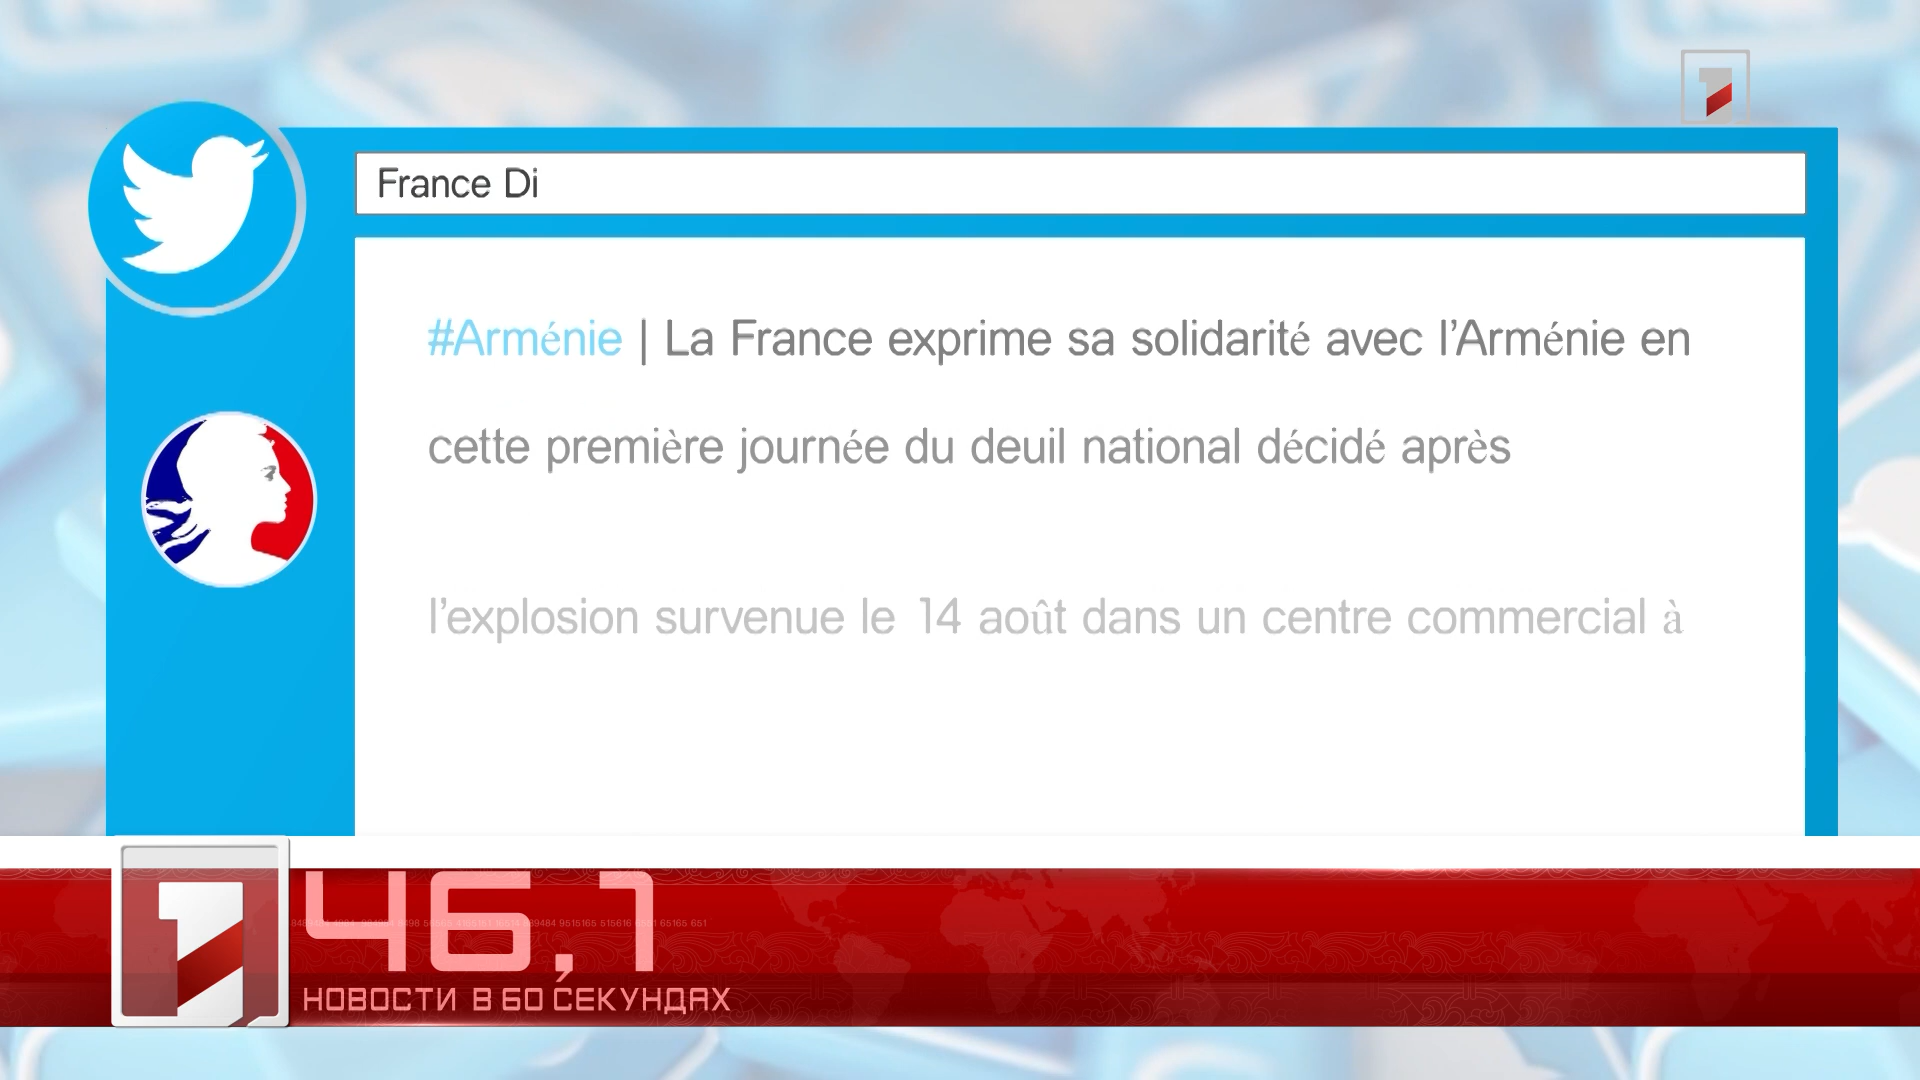 France Di
#Arménie | La France exprime sa solidarité avec l'Arménie en
cette première journée du deuil national décidé après
l'explosion survenue le 14 août dans un centre commercial à
46,1
НОВОСТИ В 60 СЕКУНДАХ